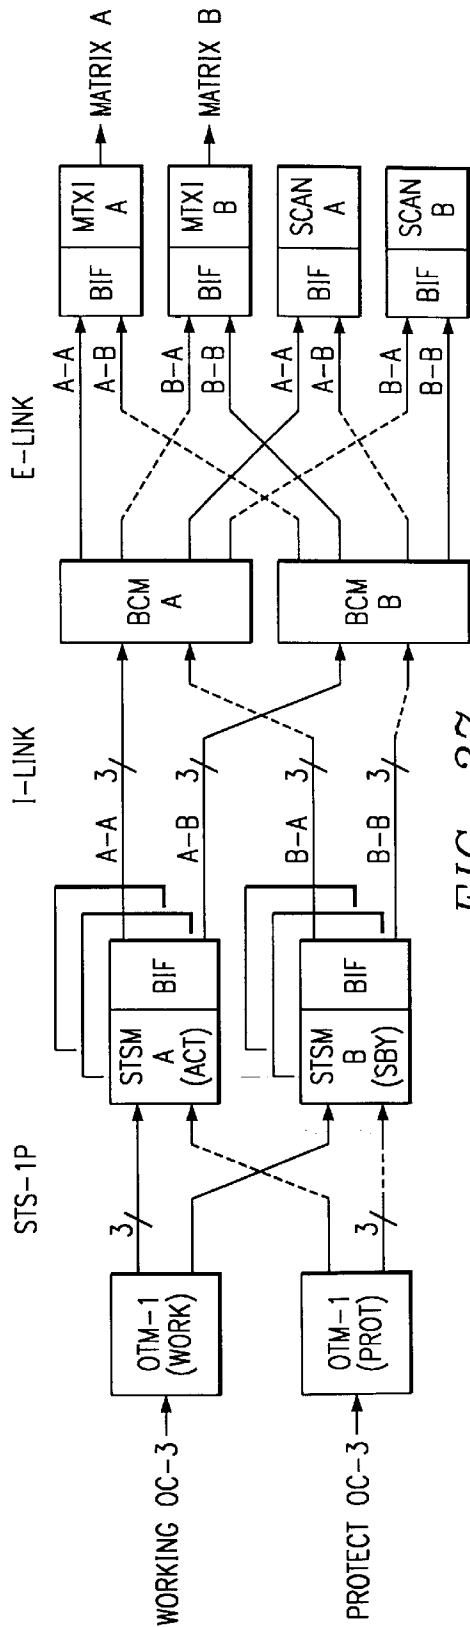 STS-1P
I-LINK
E-LINK
WORKING OC-3
OTM-1
(WORK)
3
STSM
A
(ACT)
BIF
A-A
3
A-B
3
BCM
A
A-A
A-B
BIF
MTXI
A
MATRIX A
B-A
B-B
BIF
MTXI
B
MATRIX B
PROTECT OC-3
OTM-1
(PROT)
3
STSM
B
(SBY)
BIF
B-A
3
B-B
3
BCM
B
A-A
A-B
BIF
SCAN
A
B-A
B-B
BIF
SCAN
B